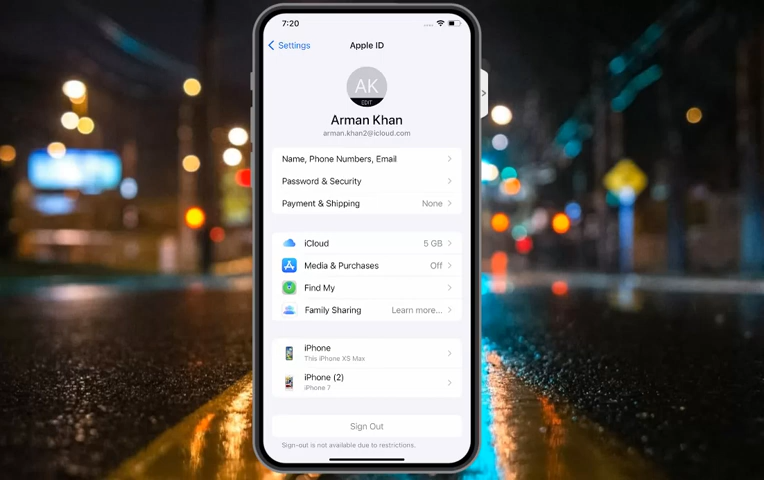 7:20
Settings
Apple ID
AK
EDIT
Arman Khan
arman.khan2@icloud.com
Name, Phone Numbers, Email
Password & Security
Payment & Shipping None
iCloud 5 GB
Media & Purchases Off
Find My
Family Sharing Learn more...
iPhone
This iPhone XS Max
iPhone (2)
iPhone 7
Sign Out
Sign-out is not available due to restrictions.